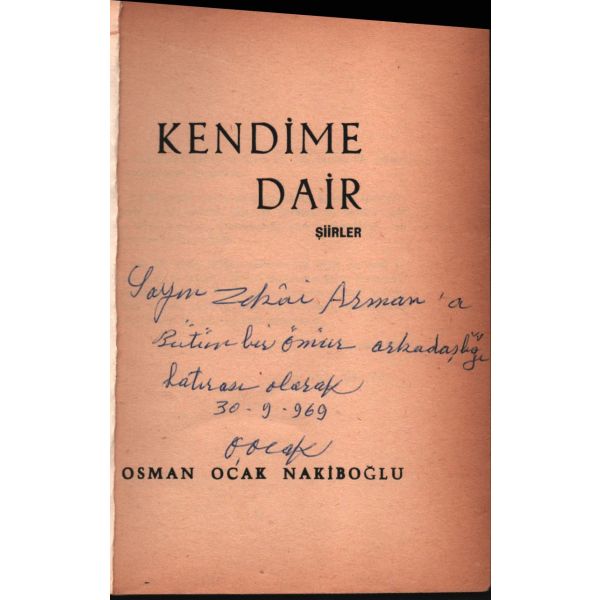 KENDİME
DAİR
ŞİİRLER
Sayın Zekâi Arman'a
Bütün bir ömür arkadaşlığı
hatırası olarak
30-9-969
O.Ocak
OSMAN OCAK NAKİBOĞLU